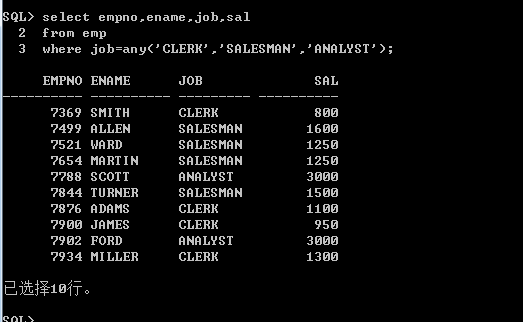 SQL> select empno,ename,job,sal
2 from emp
3 where job=any('CLERK','SALESMAN','ANALYST');
EMPNO ENAME JOB SAL
---------- ---------- --------- ----------
7369 SMITH CLERK 800
7499 ALLEN SALESMAN 1600
7521 WARD SALESMAN 1250
7654 MARTIN SALESMAN 1250
7788 SCOTT ANALYST 3000
7844 TURNER SALESMAN 1500
7876 ADAMS CLERK 1100
7900 JAMES CLERK 950
7902 FORD ANALYST 3000
7934 MILLER CLERK 1300
已选择10行。
SQL>